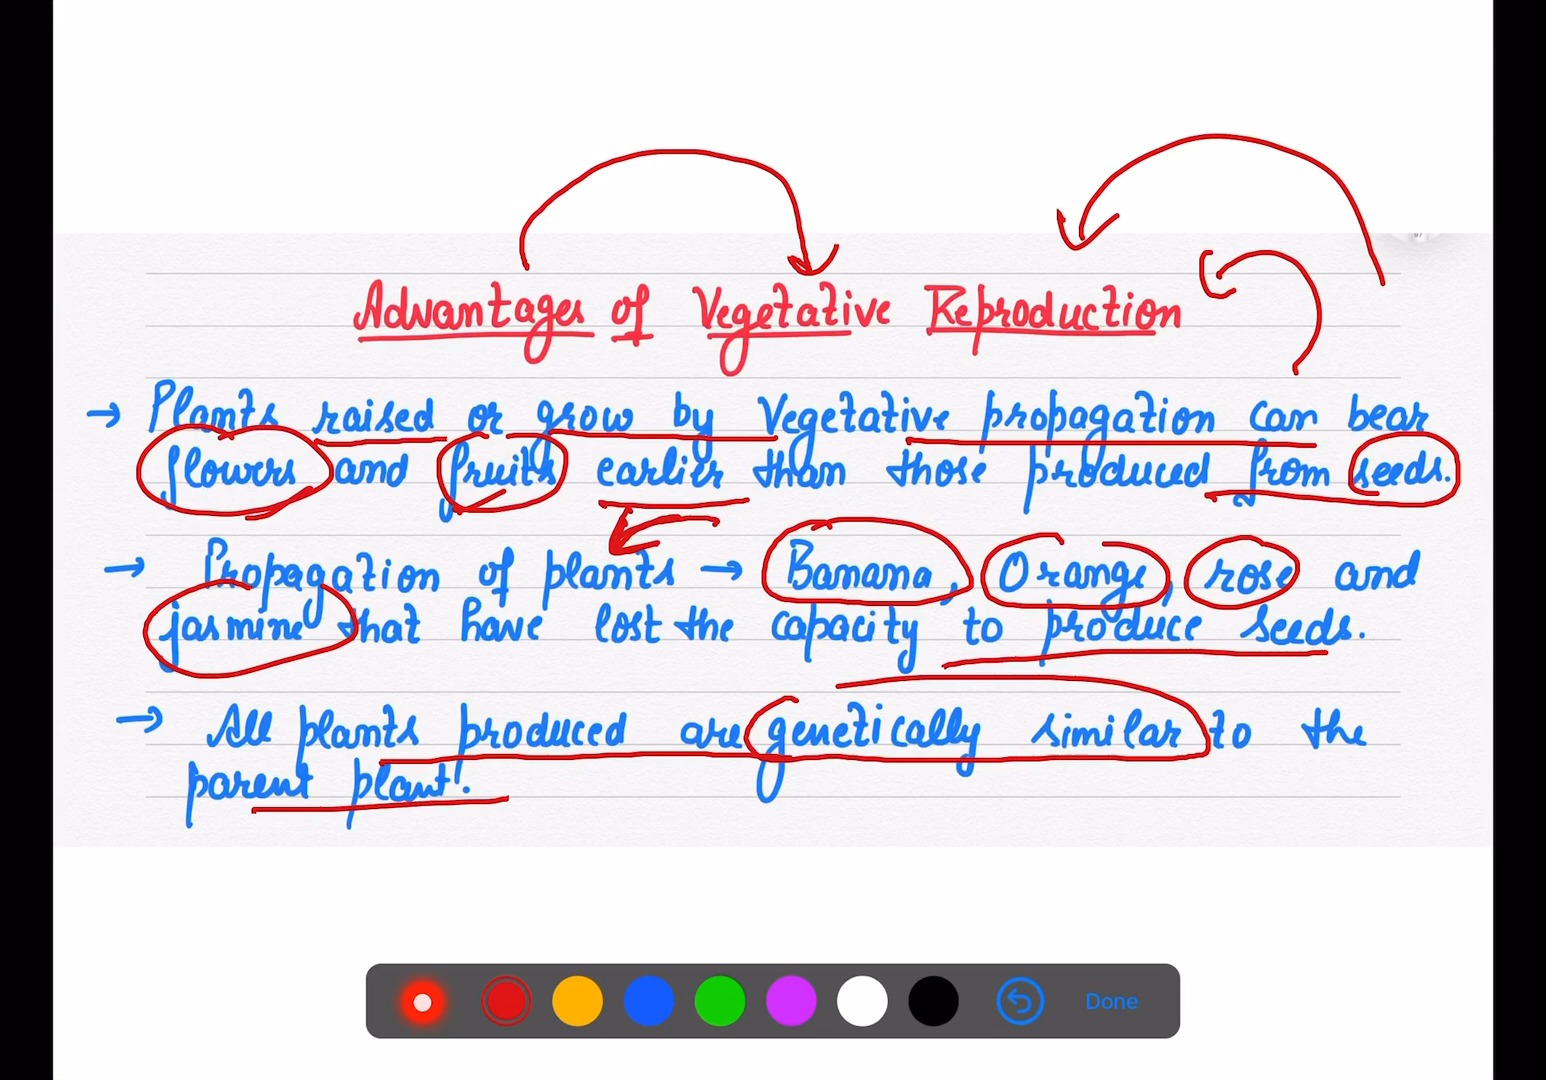 Advantages of Vegetative Reproduction
→ Plants raised or grow by Vegetative propagation can bear
flowers and fruits earlier than those produced from seeds.
→ Propagation of plants → Banana, Orange, rose and
jasmine that have lost the capacity to produce seeds.
→ All plants produced are genetically similar to the
parent plant!.
Done